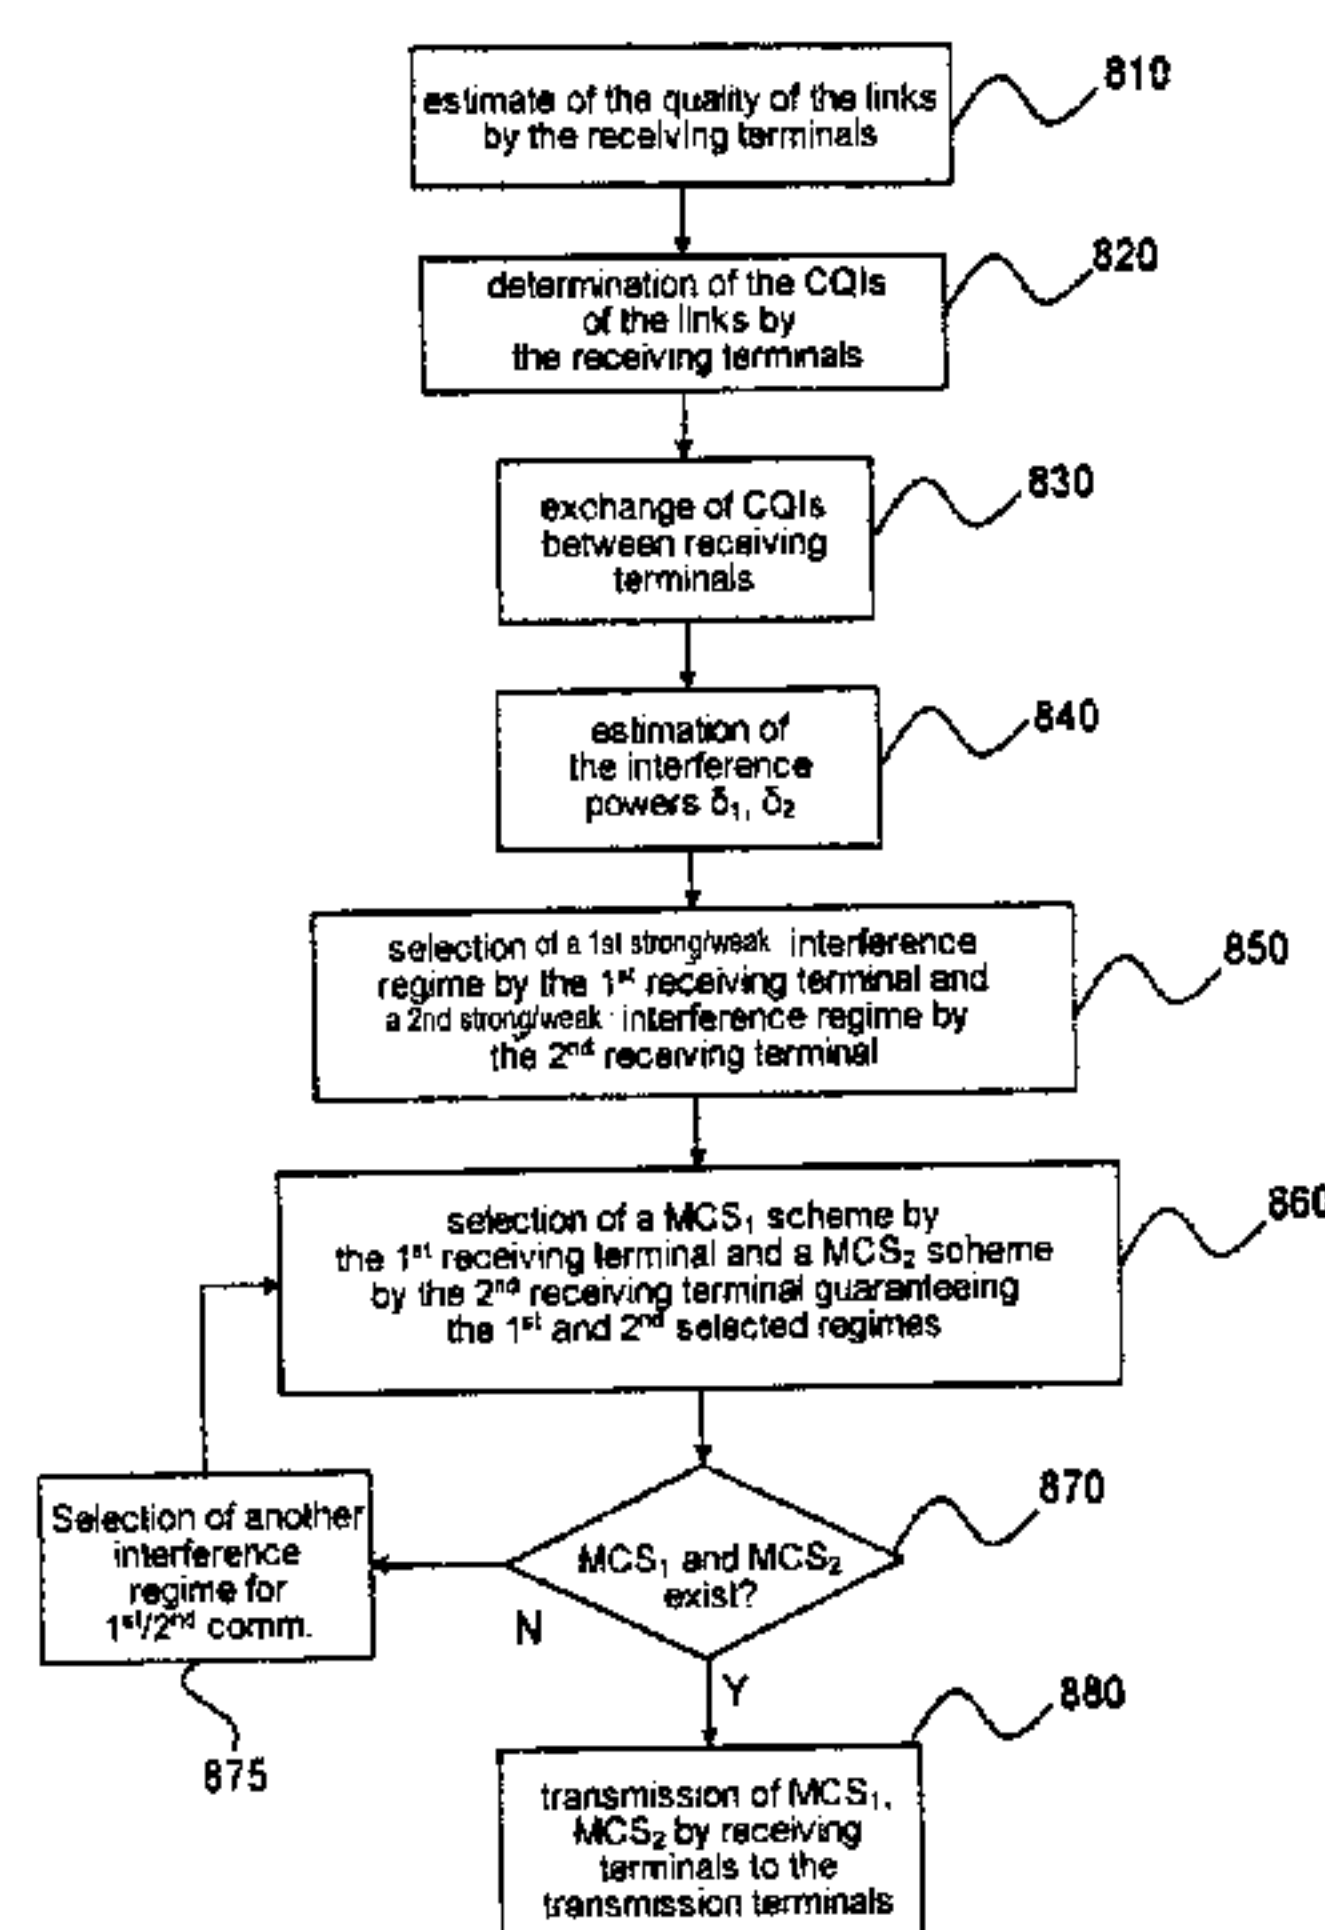 estimate of the quality of the links
by the receiving terminals
810
determination of the CQIs
of the links by
the receiving terminals
820
exchange of CQIs
between receiving
terminals
830
estimation of
the interference
powers δ₁, δ₂
840
selection of a 1st strong/weak interference
regime by the 1ˢᵗ receiving terminal and
a 2nd strong/weak interference regime by
the 2ⁿᵈ receiving terminal
850
selection of a MCS₁ scheme by
the 1ˢᵗ receiving terminal and a MCS₂ scheme
by the 2ⁿᵈ receiving terminal guaranteeing
the 1ˢᵗ and 2ⁿᵈ selected regimes
860
MCS₁ and MCS₂
exist?
870
N
Selection of another
interference
regime for
1ˢᵗ/2ⁿᵈ comm.
875
Y
transmission of MCS₁,
MCS₂ by receiving
terminals to the
transmission terminals
880